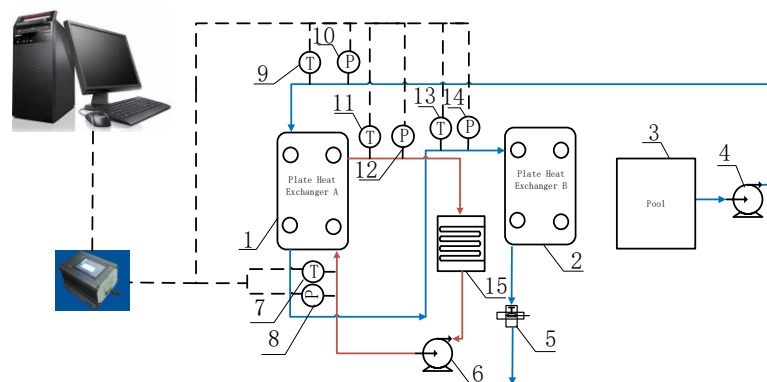 10
T
P
9
11
13
14
T
P
T
P
12
Plate Heat
Exchanger A
Plate Heat
Exchanger B
3
Pool
4
1
2
T
7
P
8
15
5
6